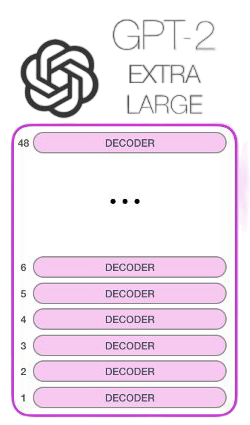 GPT-2
EXTRA
LARGE
48 DECODER
...
6 DECODER
5 DECODER
4 DECODER
3 DECODER
2 DECODER
1 DECODER